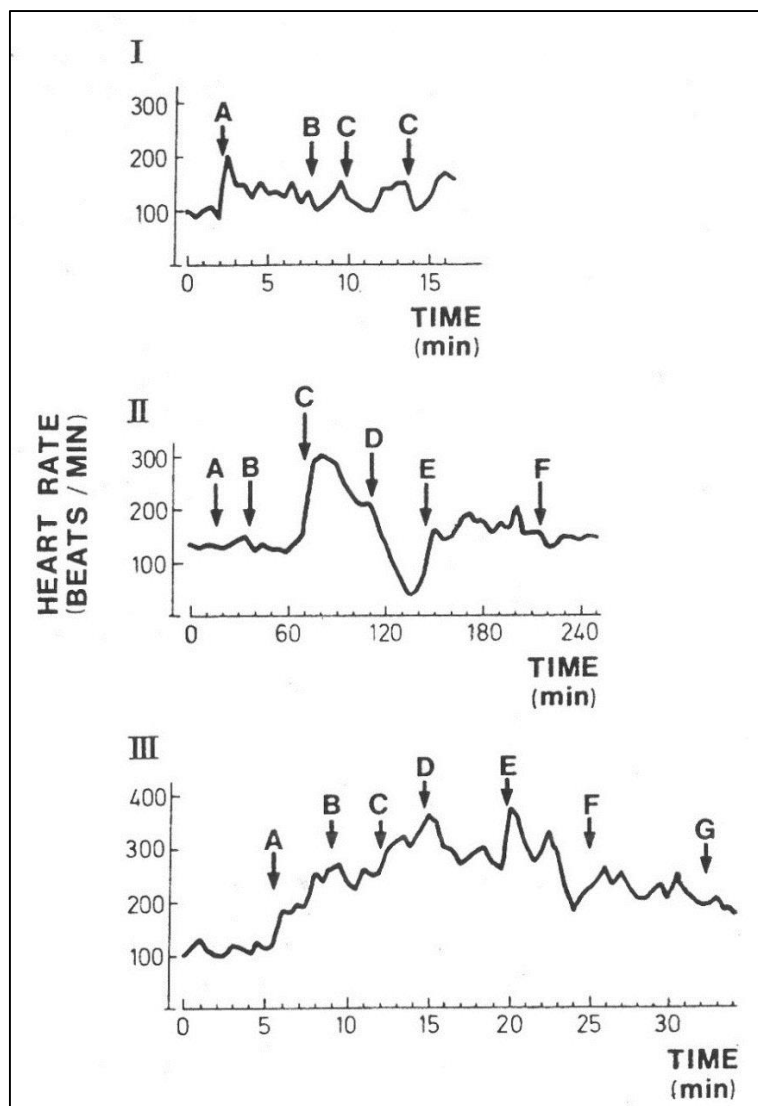 I
300
200
100
A
B
C
C
0
5
10
15
TIME
(min)
HEART RATE
(BEATS / MIN)
II
300
200
100
A
B
C
D
E
F
0
60
120
180
240
TIME
(min)
III
400
300
200
100
A
B
C
D
E
F
G
0
5
10
15
20
25
30
TIME
(min)